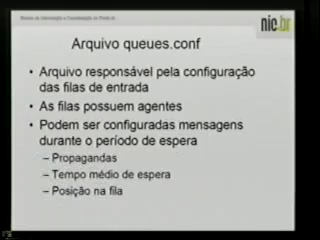 nic.br
Arquivo queues.conf
• Arquivo responsável pela configuração
das filas de entrada
• As filas possuem agentes
• Podem ser configuradas mensagens
durante o período de espera
– Propagandas
– Tempo médio de espera
– Posição na fila